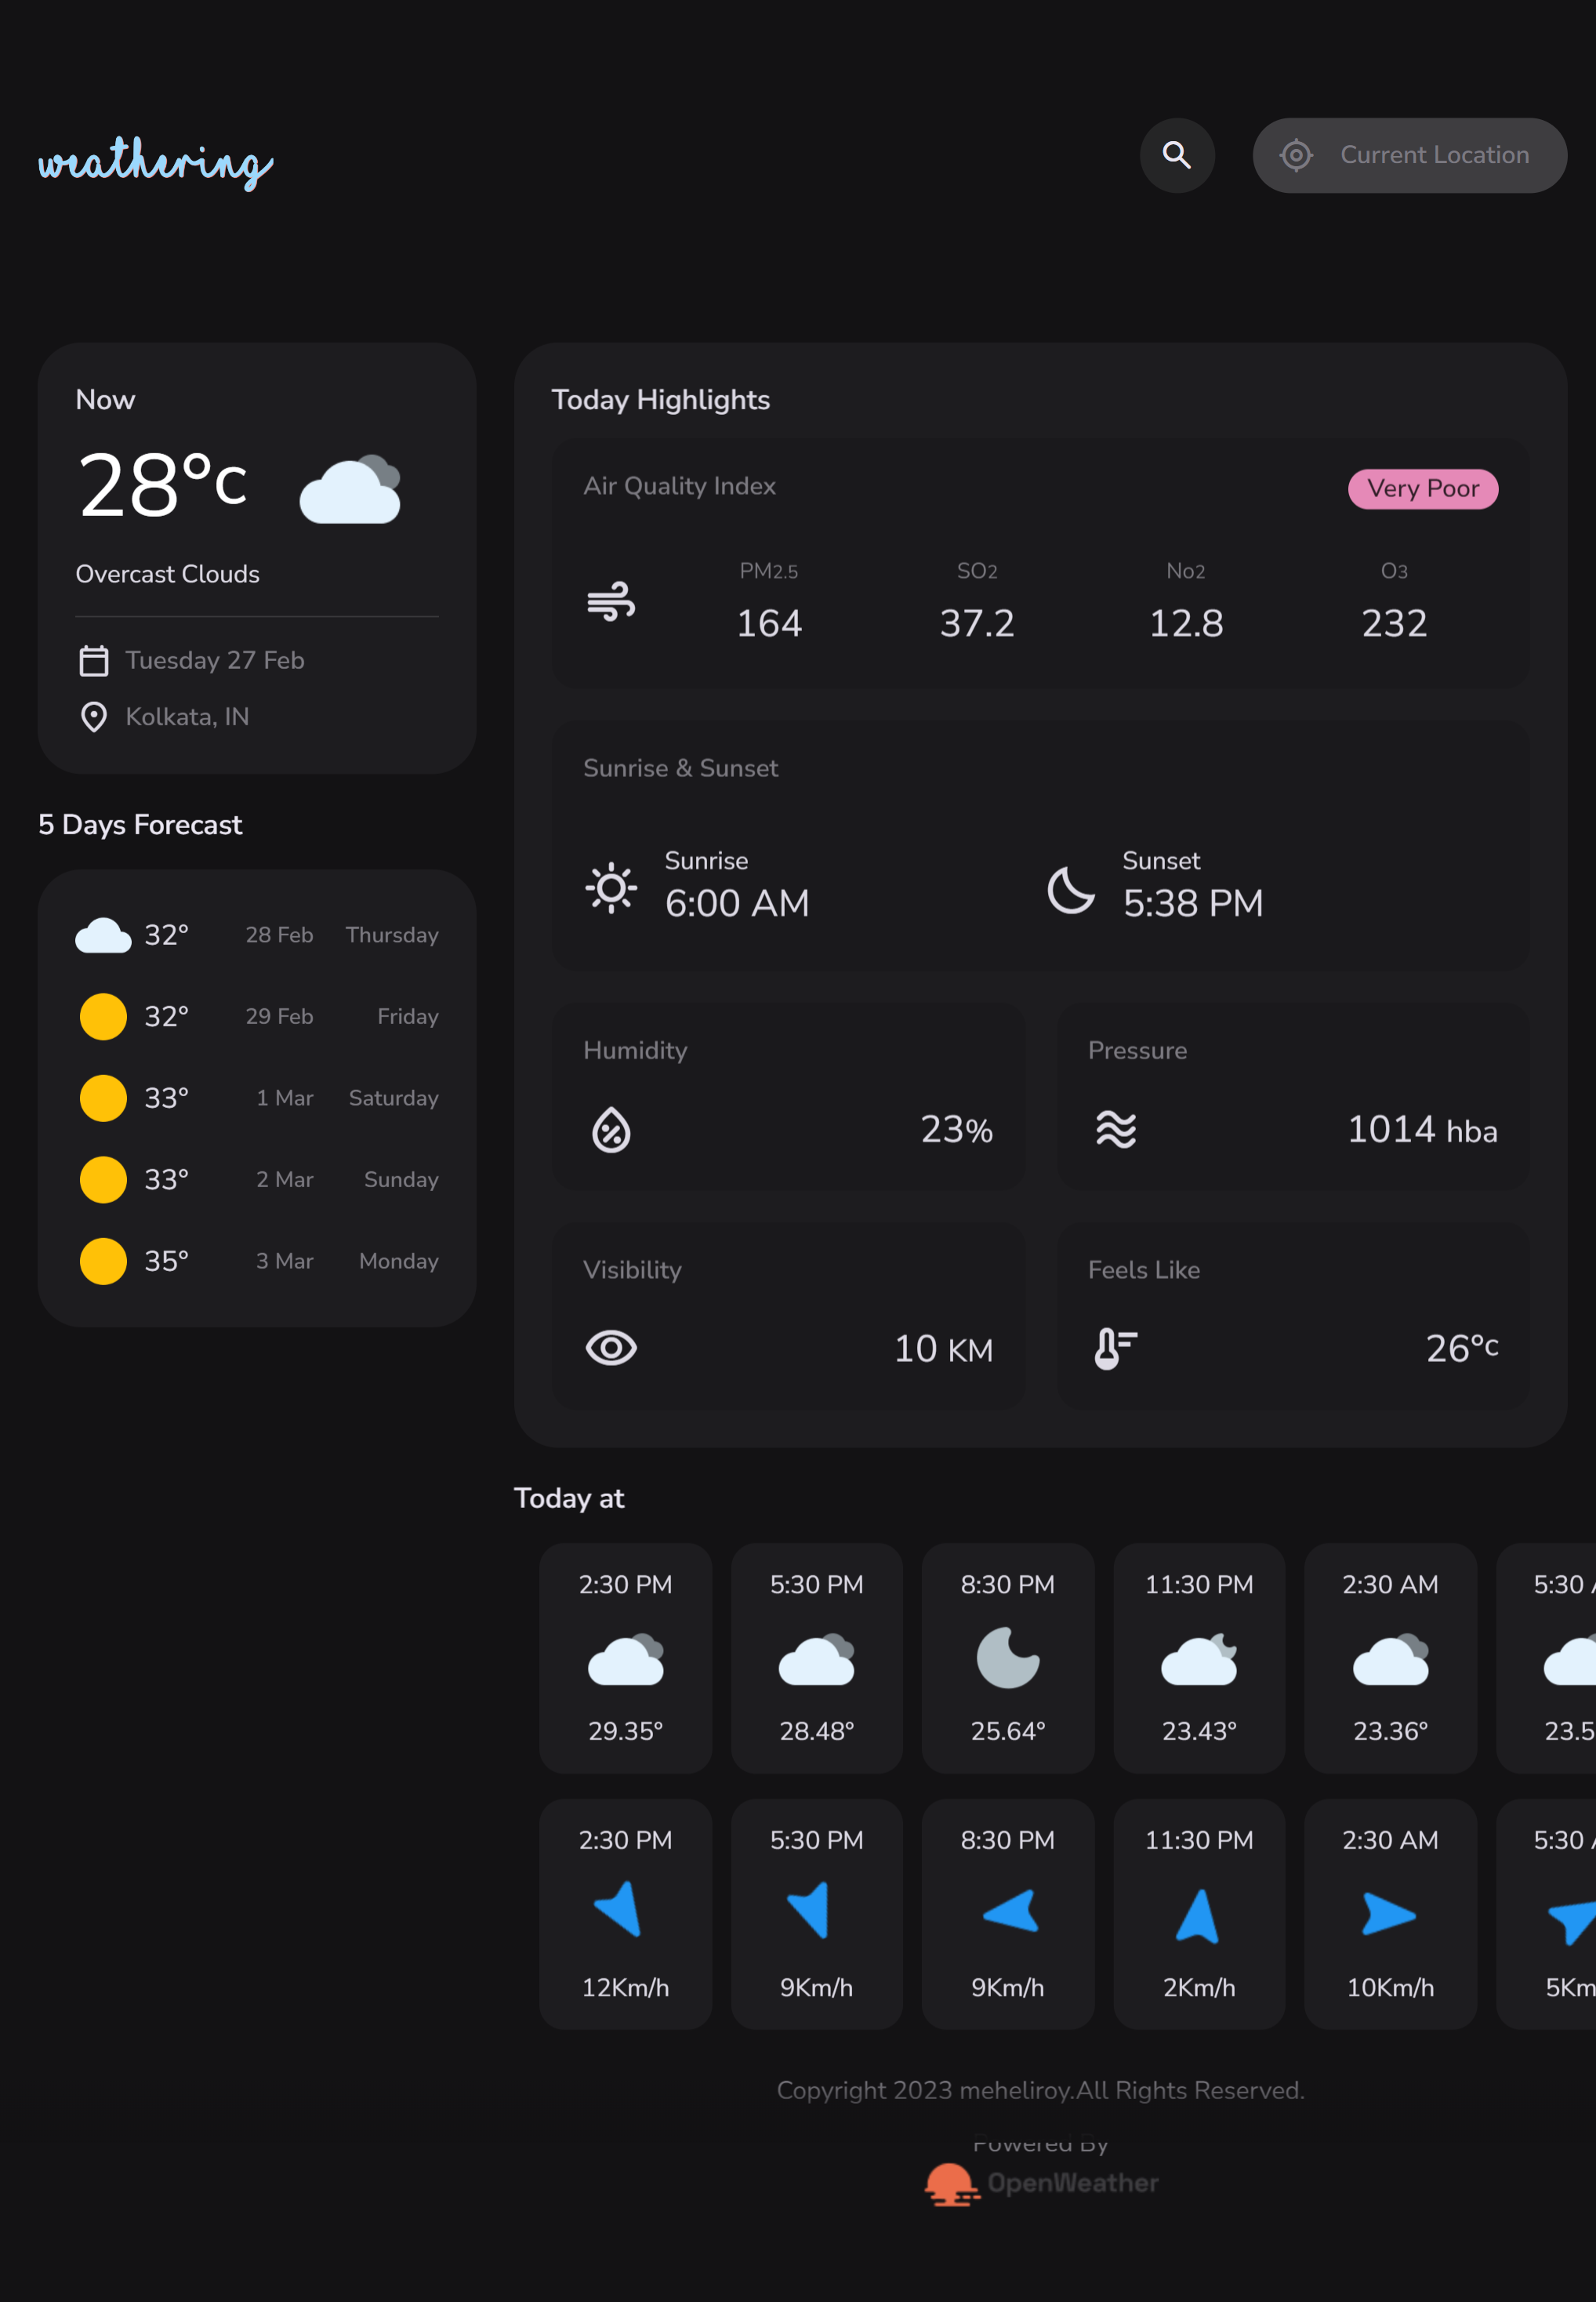 weathering
Current Location
Now
28°c
Overcast Clouds
Tuesday 27 Feb
Kolkata, IN
5 Days Forecast
32° 28 Feb Thursday
32° 29 Feb Friday
33° 1 Mar Saturday
33° 2 Mar Sunday
35° 3 Mar Monday
Today Highlights
Air Quality Index
Very Poor
PM2.5 SO2 No2 O3
164 37.2 12.8 232
Sunrise & Sunset
Sunrise
6:00 AM
Sunset
5:38 PM
Humidity
23%
Pressure
1014 hba
Visibility
10 KM
Feels Like
26°c
Today at
2:30 PM 5:30 PM 8:30 PM 11:30 PM 2:30 AM 5:30
29.35° 28.48° 25.64° 23.43° 23.36° 23.5
2:30 PM 5:30 PM 8:30 PM 11:30 PM 2:30 AM 5:30
12Km/h 9Km/h 9Km/h 2Km/h 10Km/h 5Km
Copyright 2023 meheliroy.All Rights Reserved.
Powered By
OpenWeather